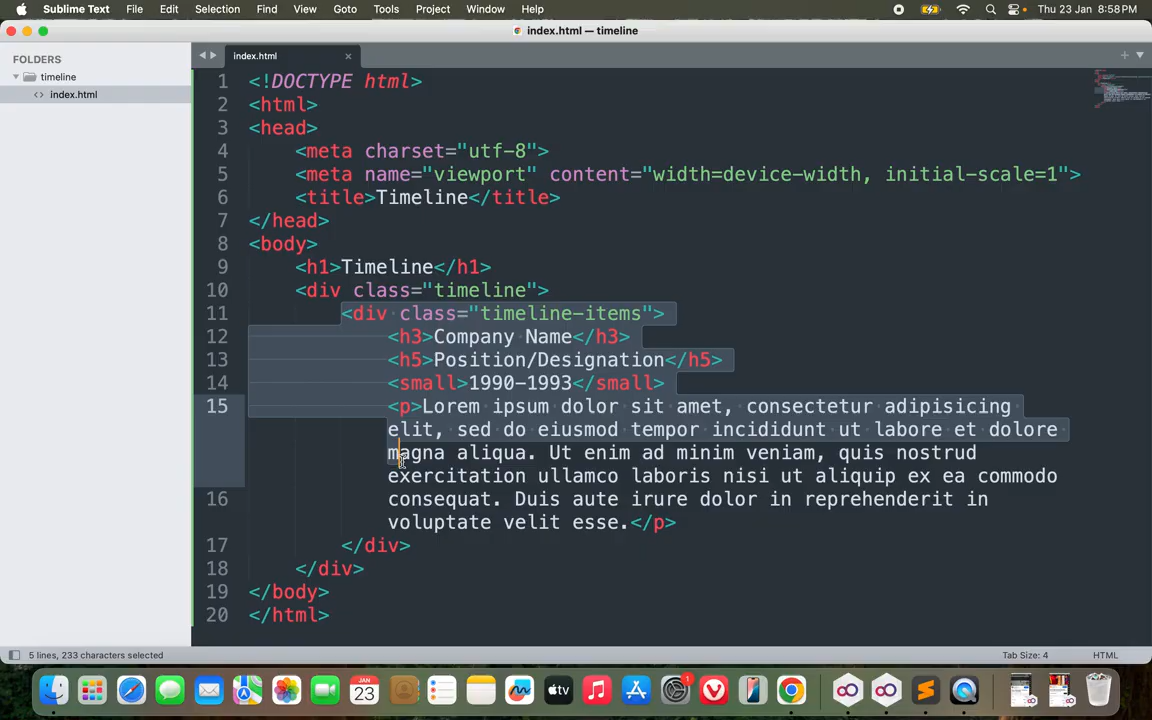 Sublime Text File Edit Selection Find View Goto Tools Project Window Help Thu 23 Jan 8:58 PM
index.html — timeline
FOLDERS
timeline
<> index.html
index.html
1 <!DOCTYPE html>
2 <html>
3 <head>
4 <meta charset="utf-8">
5 <meta name="viewport" content="width=device-width, initial-scale=1">
6 <title>Timeline</title>
7 </head>
8 <body>
9 <h1>Timeline</h1>
10 <div class="timeline">
11 <div class="timeline-items">
12 <h3>Company Name</h3>
13 <h5>Position/Designation</h5>
14 <small>1990-1993</small>
15 <p>Lorem ipsum dolor sit amet, consectetur adipisicing
elit, sed do eiusmod tempor incididunt ut labore et dolore
magna aliqua. Ut enim ad minim veniam, quis nostrud
exercitation ullamco laboris nisi ut aliquip ex ea commodo
16 consequat. Duis aute irure dolor in reprehenderit in
voluptate velit esse.</p>
17 </div>
18 </div>
19 </body>
20 </html>
5 lines, 233 characters selected Tab Size: 4 HTML
JAN
23
tv
1